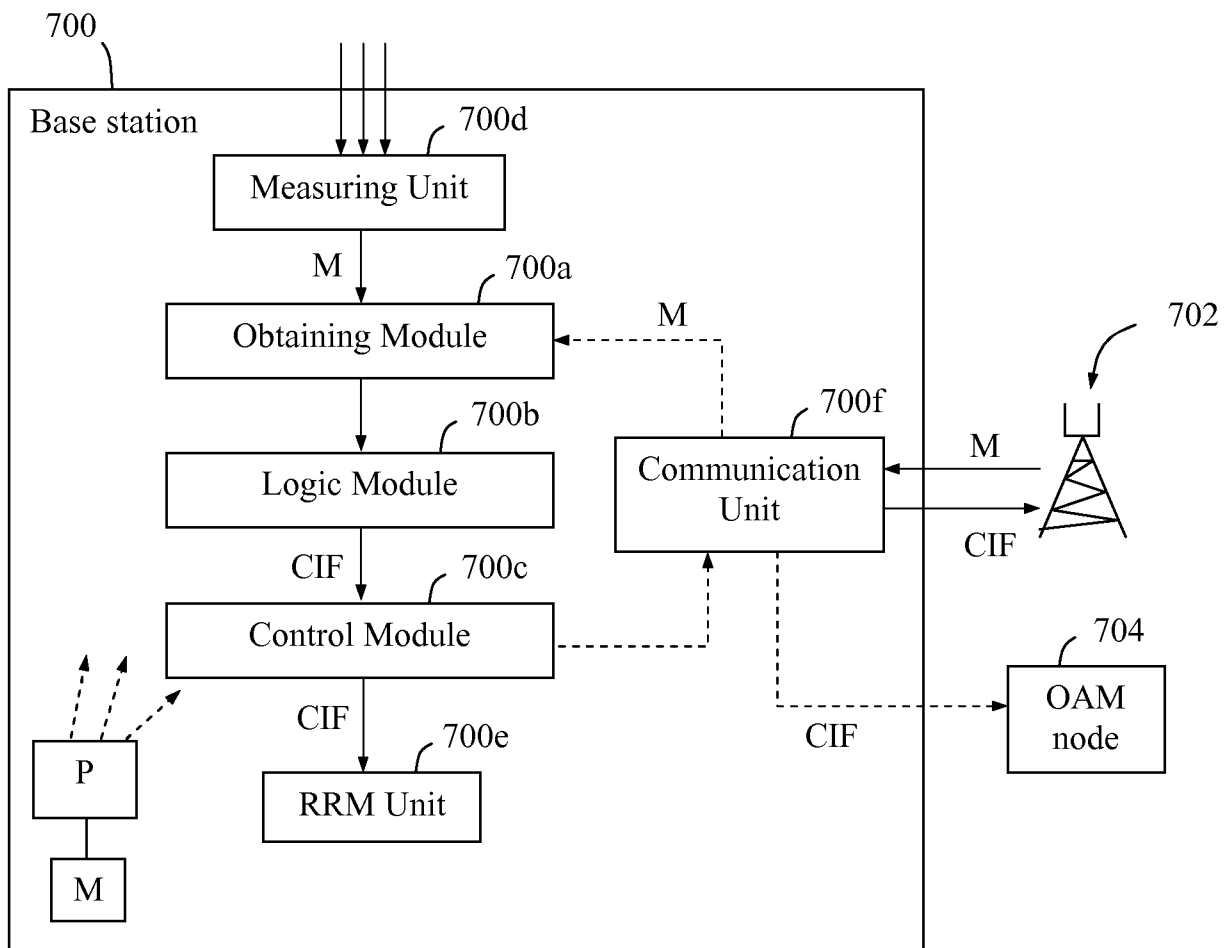 700
Base station
700d
Measuring Unit
M
700a
Obtaining Module
M
702
700b
Logic Module
700f
Communication
Unit
M
CIF
CIF
700c
Control Module
704
OAM
node
CIF
CIF
700e
RRM Unit
P
M